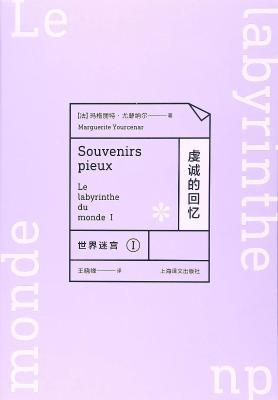 Le
labyrinthe
du
monde
[法]玛格丽特·尤瑟纳尔——著
Marguerite Yourcenar
Souvenirs
pieux
Le
labyrinthe
du
monde I
虔诚的回忆
*
世界迷宫 I
王晓峰——译
上海译文出版社